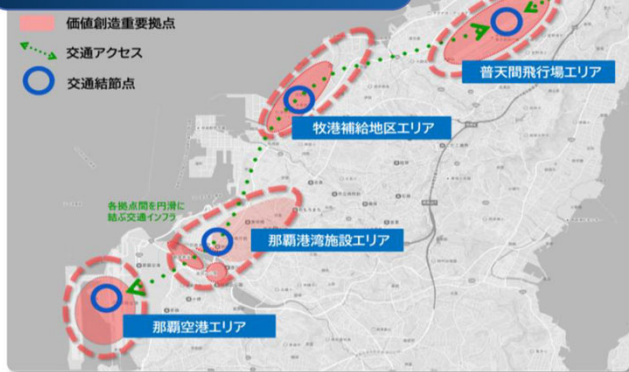 価値創造重要拠点
交通アクセス
交通結節点
普天間飛行場エリア
牧港補給地区エリア
各拠点間を円滑に
結ぶ交通インフラ
那覇港湾施設エリア
那覇空港エリア